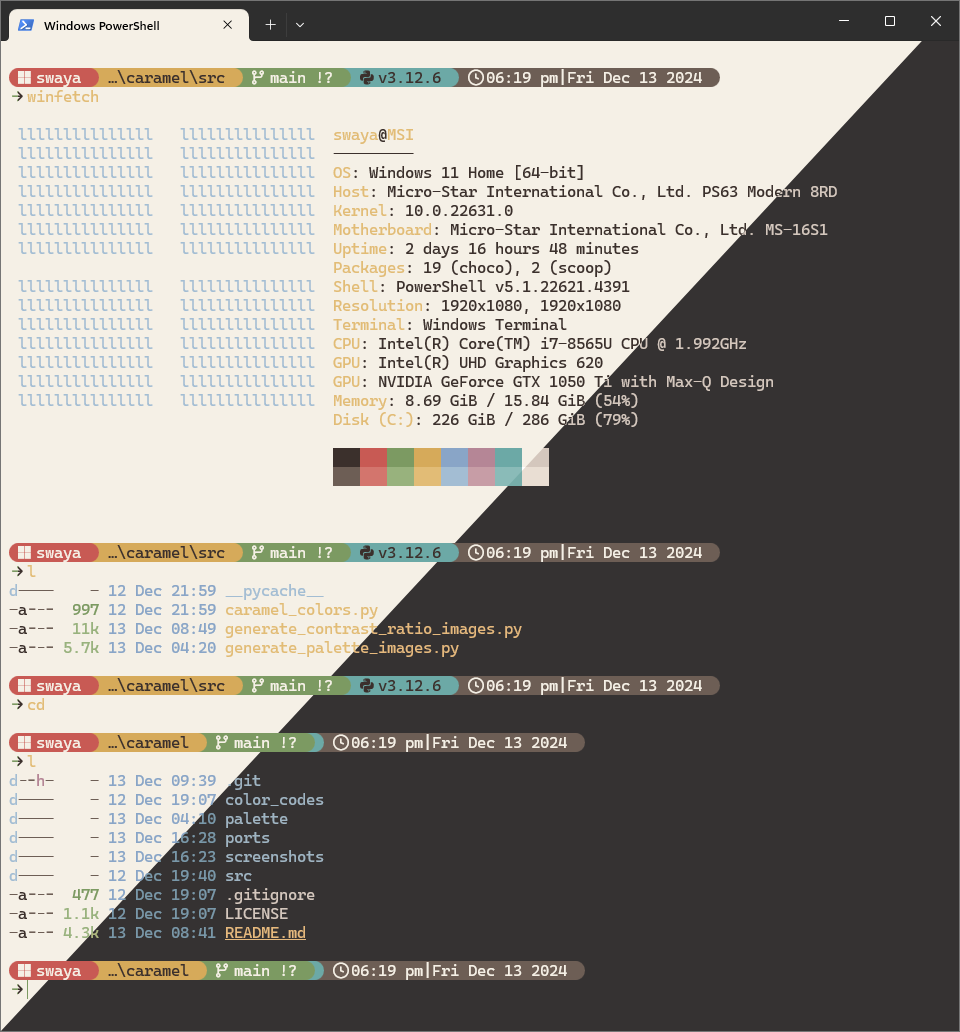 Windows PowerShell
swaya …\caramel\src main !? v3.12.6 06:19 pm|Fri Dec 13 2024
→ winfetch
lllllllllllllll lllllllllllllll swaya@MSI
lllllllllllllll lllllllllllllll ─────────
lllllllllllllll lllllllllllllll OS: Windows 11 Home [64-bit]
lllllllllllllll lllllllllllllll Host: Micro-Star International Co., Ltd. PS63 Modern 8RD
lllllllllllllll lllllllllllllll Kernel: 10.0.22631.0
lllllllllllllll lllllllllllllll Motherboard: Micro-Star International Co., Ltd. MS-16S1
lllllllllllllll lllllllllllllll Uptime: 2 days 16 hours 48 minutes
Packages: 19 (choco), 2 (scoop)
lllllllllllllll lllllllllllllll Shell: PowerShell v5.1.22621.4391
lllllllllllllll lllllllllllllll Resolution: 1920x1080, 1920x1080
lllllllllllllll lllllllllllllll Terminal: Windows Terminal
lllllllllllllll lllllllllllllll CPU: Intel(R) Core(TM) i7-8565U CPU @ 1.992GHz
lllllllllllllll lllllllllllllll GPU: Intel(R) UHD Graphics 620
lllllllllllllll lllllllllllllll GPU: NVIDIA GeForce GTX 1050 Ti with Max-Q Design
lllllllllllllll lllllllllllllll Memory: 8.69 GiB / 15.84 GiB (54%)
Disk (C:): 226 GiB / 286 GiB (79%)
swaya …\caramel\src main !? v3.12.6 06:19 pm|Fri Dec 13 2024
→ l
d---- - 12 Dec 21:59 __pycache__
-a--- 997 12 Dec 21:59 caramel_colors.py
-a--- 11k 13 Dec 08:49 generate_contrast_ratio_images.py
-a--- 5.7k 13 Dec 04:20 generate_palette_images.py
swaya …\caramel\src main !? v3.12.6 06:19 pm|Fri Dec 13 2024
→ cd
swaya …\caramel main !? 06:19 pm|Fri Dec 13 2024
→ l
d--h- - 13 Dec 09:39 .git
d---- - 12 Dec 19:07 color_codes
d---- - 13 Dec 04:10 palette
d---- - 13 Dec 16:28 ports
d---- - 13 Dec 16:23 screenshots
d---- - 12 Dec 19:40 src
-a--- 477 12 Dec 19:07 .gitignore
-a--- 1.1k 12 Dec 19:07 LICENSE
-a--- 4.3k 13 Dec 08:41 README.md
swaya …\caramel main !? 06:19 pm|Fri Dec 13 2024
→